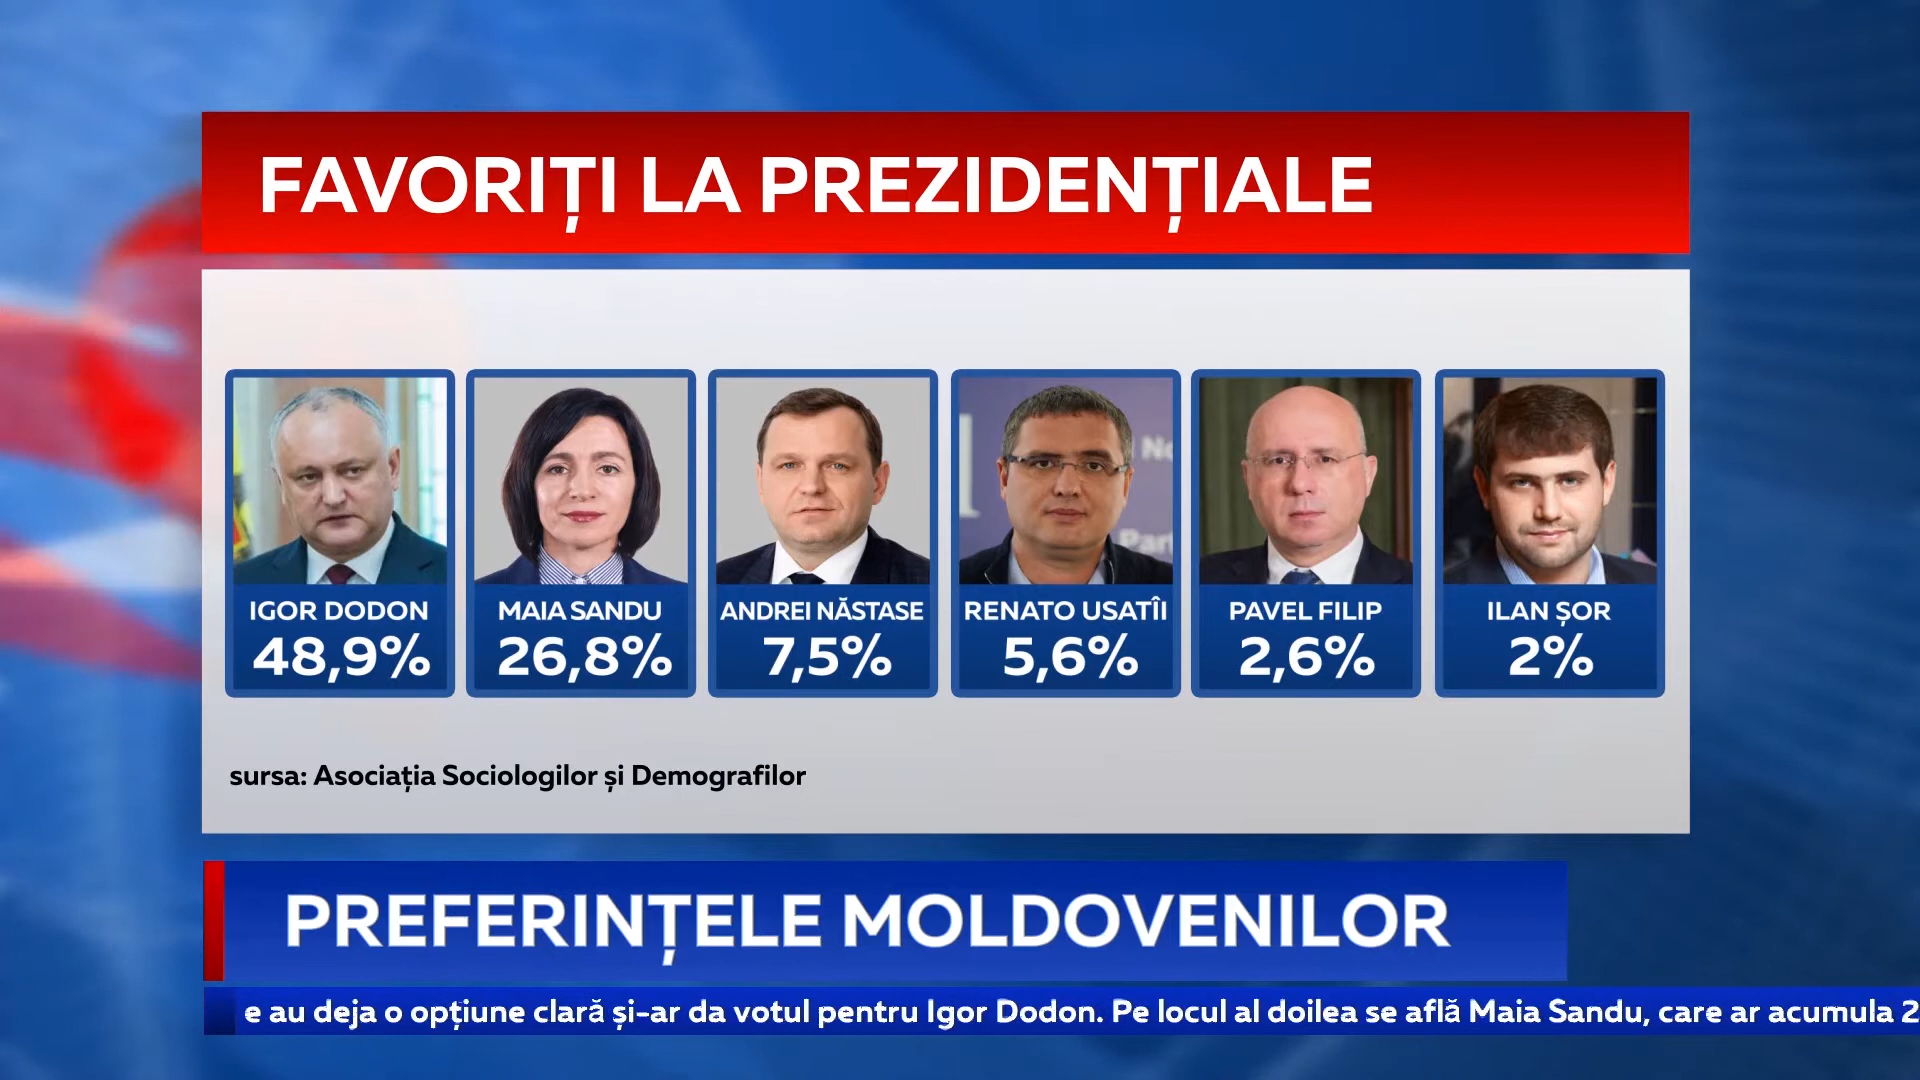 FAVORIȚI LA PREZIDENȚIALE
IGOR DODON
48,9%
MAIA SANDU
26,8%
ANDREI NĂSTASE
7,5%
RENATO USATÎI
5,6%
PAVEL FILIP
2,6%
ILAN ȘOR
2%
sursa: Asociația Sociologilor și Demografilor
PREFERINȚELE MOLDOVENILOR
e au deja o opțiune clară și-ar da votul pentru Igor Dodon. Pe locul al doilea se află Maia Sandu, care ar acumula 2